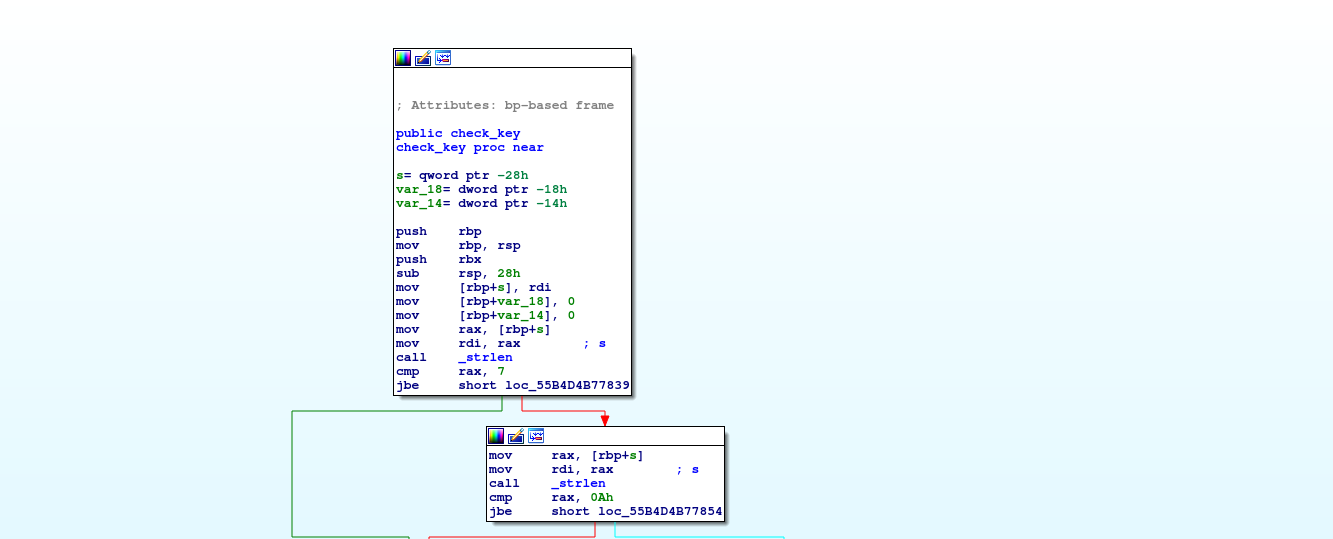 ; Attributes: bp-based frame
public check_key
check_key proc near
s= qword ptr -28h
var_18= dword ptr -18h
var_14= dword ptr -14h
push rbp
mov rbp, rsp
push rbx
sub rsp, 28h
mov [rbp+s], rdi
mov [rbp+var_18], 0
mov [rbp+var_14], 0
mov rax, [rbp+s]
mov rdi, rax ; s
call _strlen
cmp rax, 7
jbe short loc_55B4D4B77839
mov rax, [rbp+s]
mov rdi, rax ; s
call _strlen
cmp rax, 0Ah
jbe short loc_55B4D4B77854